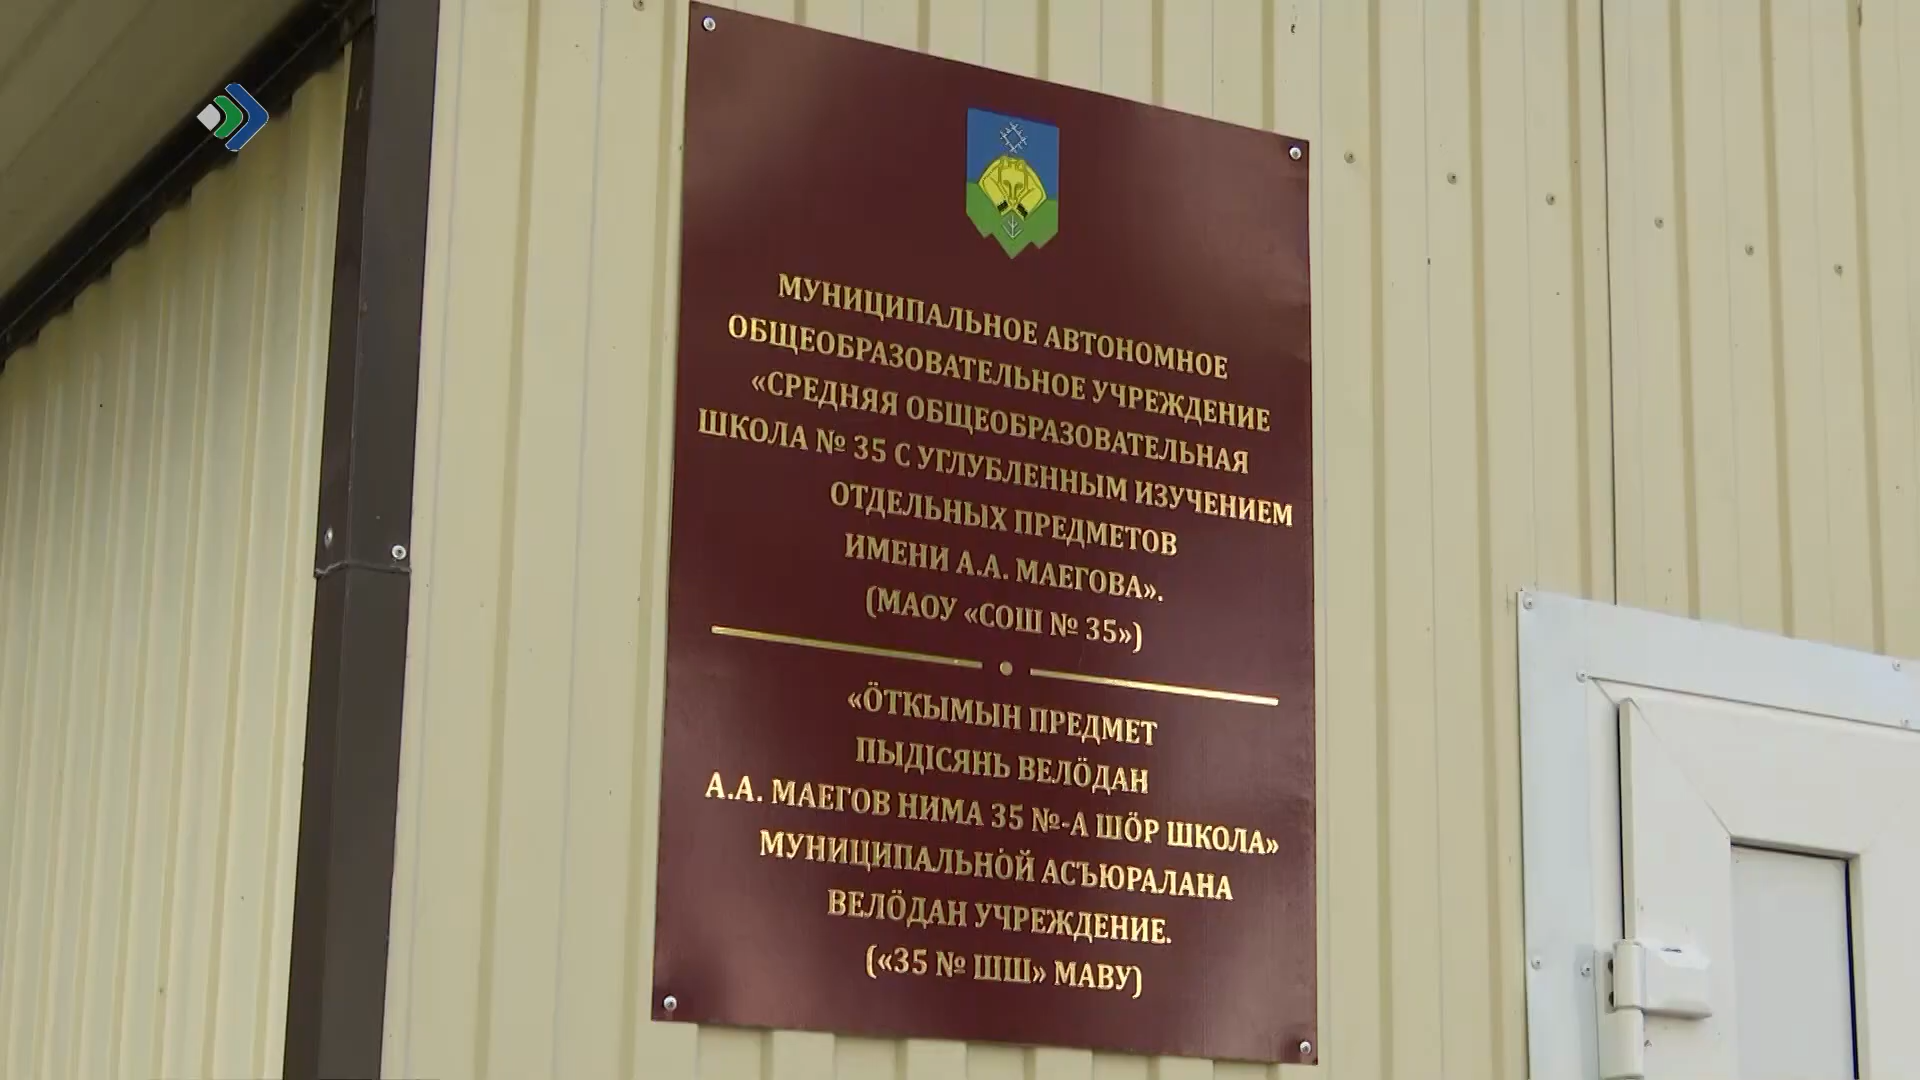 МУНИЦИПАЛЬНОЕ АВТОНОМНОЕ
ОБЩЕОБРАЗОВАТЕЛЬНОЕ УЧРЕЖДЕНИЕ
«СРЕДНЯЯ ОБЩЕОБРАЗОВАТЕЛЬНАЯ
ШКОЛА № 35 С УГЛУБЛЕННЫМ ИЗУЧЕНИЕМ
ОТДЕЛЬНЫХ ПРЕДМЕТОВ
ИМЕНИ А.А. МАЕГОВА».
(МАОУ «СОШ № 35»)
«ӦТКЫМЫН ПРЕДМЕТ
ПЫДІСЯНЬ ВЕЛӦДАН
А.А. МАЕГОВ НИМА 35 №-А ШӦР ШКОЛА»
МУНИЦИПАЛЬНӦЙ АСЪЮРАЛАНА
ВЕЛӦДАН УЧРЕЖДЕНИЕ.
(«35 № ШШ» МАВУ)